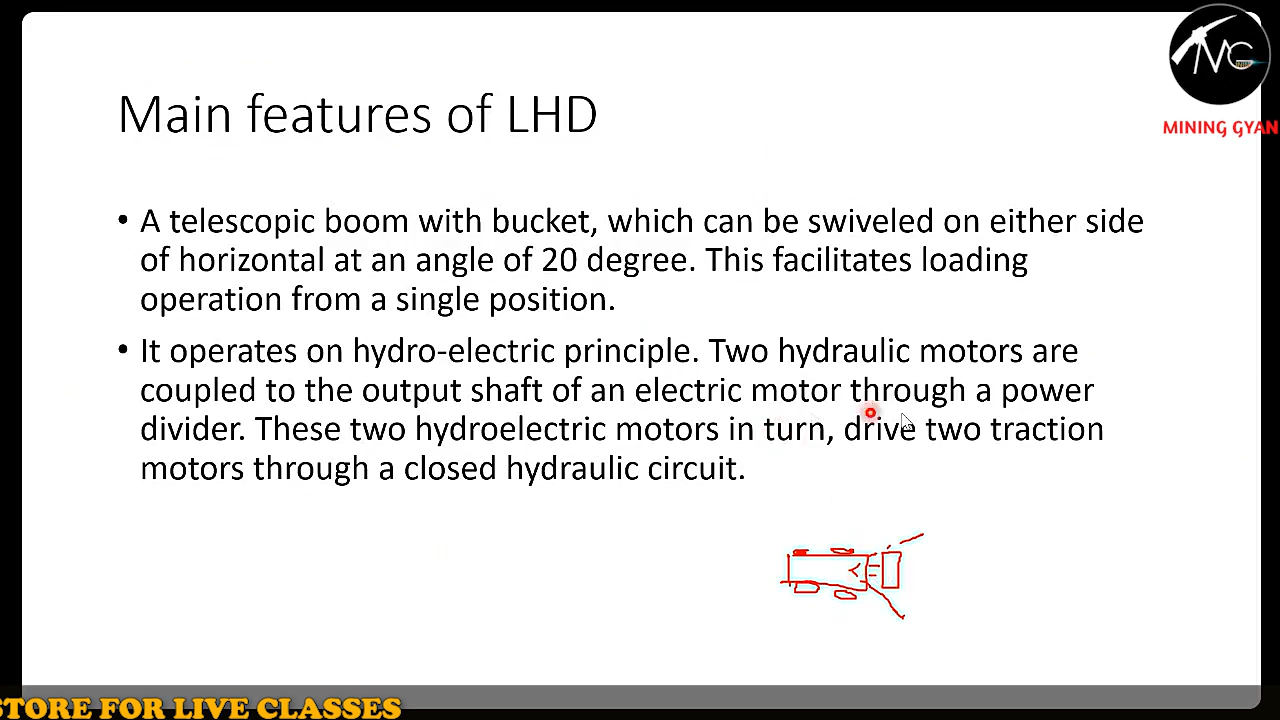 MG
MINING GYAN
Main features of LHD
• A telescopic boom with bucket, which can be swiveled on either side
of horizontal at an angle of 20 degree. This facilitates loading
operation from a single position.
• It operates on hydro-electric principle. Two hydraulic motors are
coupled to the output shaft of an electric motor through a power
divider. These two hydroelectric motors in turn, drive two traction
motors through a closed hydraulic circuit.
STORE FOR LIVE CLASSES